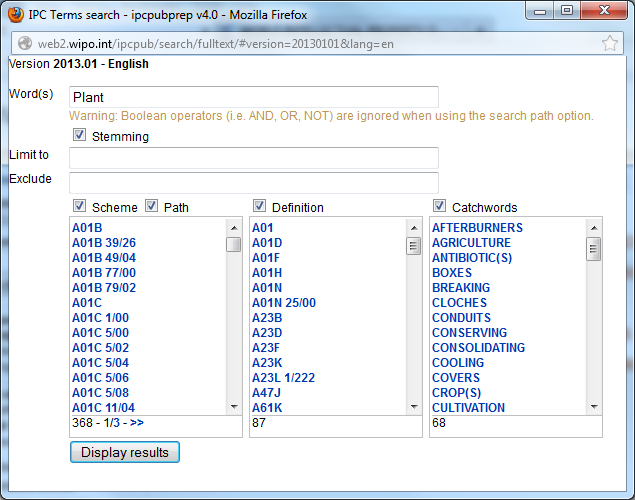 IPC Terms search - ipcpubprep v4.0 - Mozilla Firefox
web2.wipo.int/ipcpub/search/fulltext/#version=20130101&lang=en
Version 2013.01 - English
Word(s) Plant
Warning: Boolean operators (i.e. AND, OR, NOT) are ignored when using the search path option.
Stemming
Limit to
Exclude
Scheme Path Definition Catchwords
A01B A01 AFTERBURNERS
A01B 39/26 A01D AGRICULTURE
A01B 49/04 A01F ANTIBIOTIC(S)
A01B 77/00 A01H BOXES
A01B 79/02 A01N BREAKING
A01C A01N 25/00 CLOCHES
A01C 1/00 A23B CONDUITS
A01C 5/00 A23D CONSERVING
A01C 5/02 A23F CONSOLIDATING
A01C 5/04 A23K COOLING
A01C 5/06 A23L 1/222 COVERS
A01C 5/08 A47J CROP(S)
A01C 11/04 A61K CULTIVATION
368 - 1/3 - >> 87 68
Display results